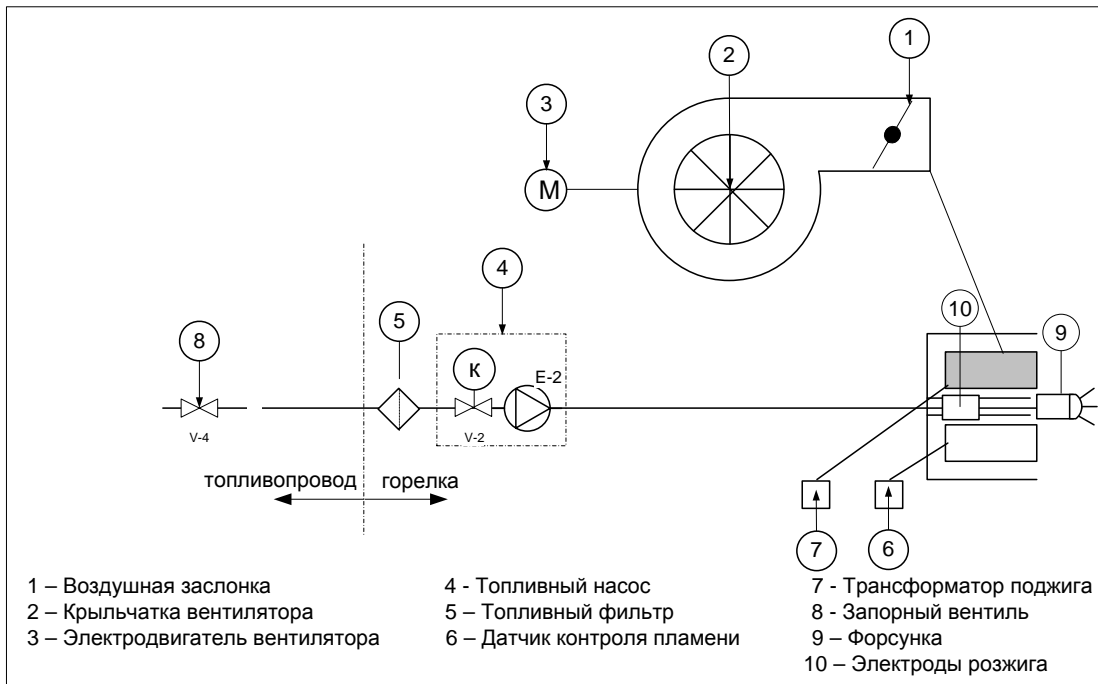 1
2
3
М
4
5
8
К
E-2
10
9
V-4
V-2
топливопровод
горелка
7
6
1 – Воздушная заслонка
2 – Крыльчатка вентилятора
3 – Электродвигатель вентилятора
4 - Топливный насос
5 – Топливный фильтр
6 – Датчик контроля пламени
7 - Трансформатор поджига
8 - Запорный вентиль
9 – Форсунка
10 – Электроды розжига